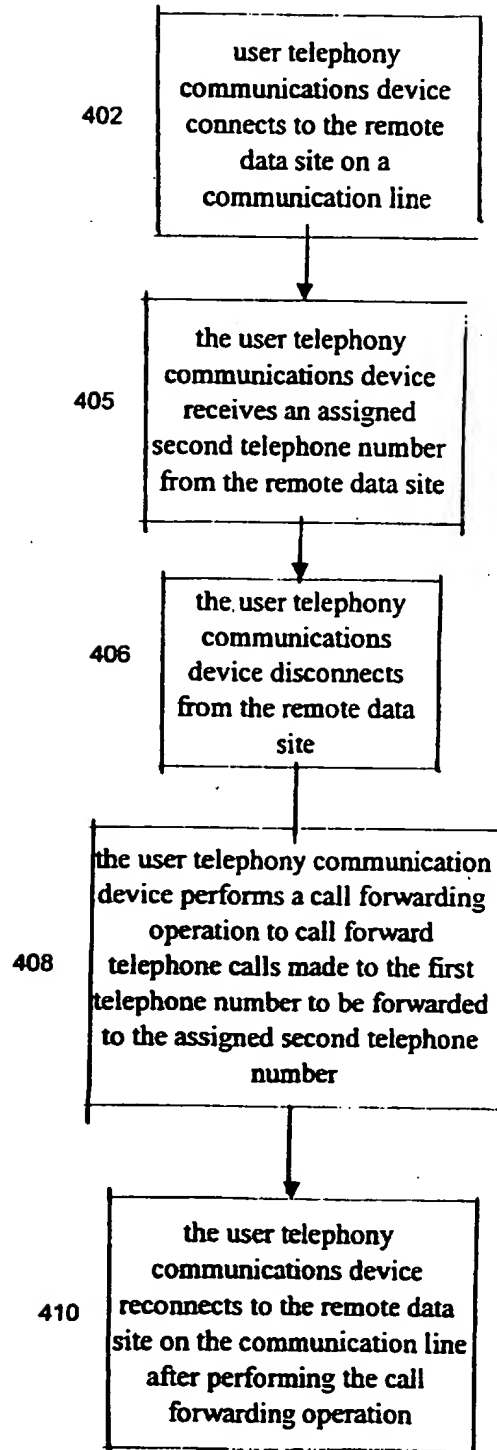 402
user telephony
communications device
connects to the remote
data site on a
communication line
405
the user telephony
communications device
receives an assigned
second telephone number
from the remote data site
406
the user telephony
communications
device disconnects
from the remote data
site
408
the user telephony communication
device performs a call forwarding
operation to call forward
telephone calls made to the first
telephone number to be forwarded
to the assigned second telephone
number
410
the user telephony
communications device
reconnects to the remote data
site on the communication line
after performing the call
forwarding operation